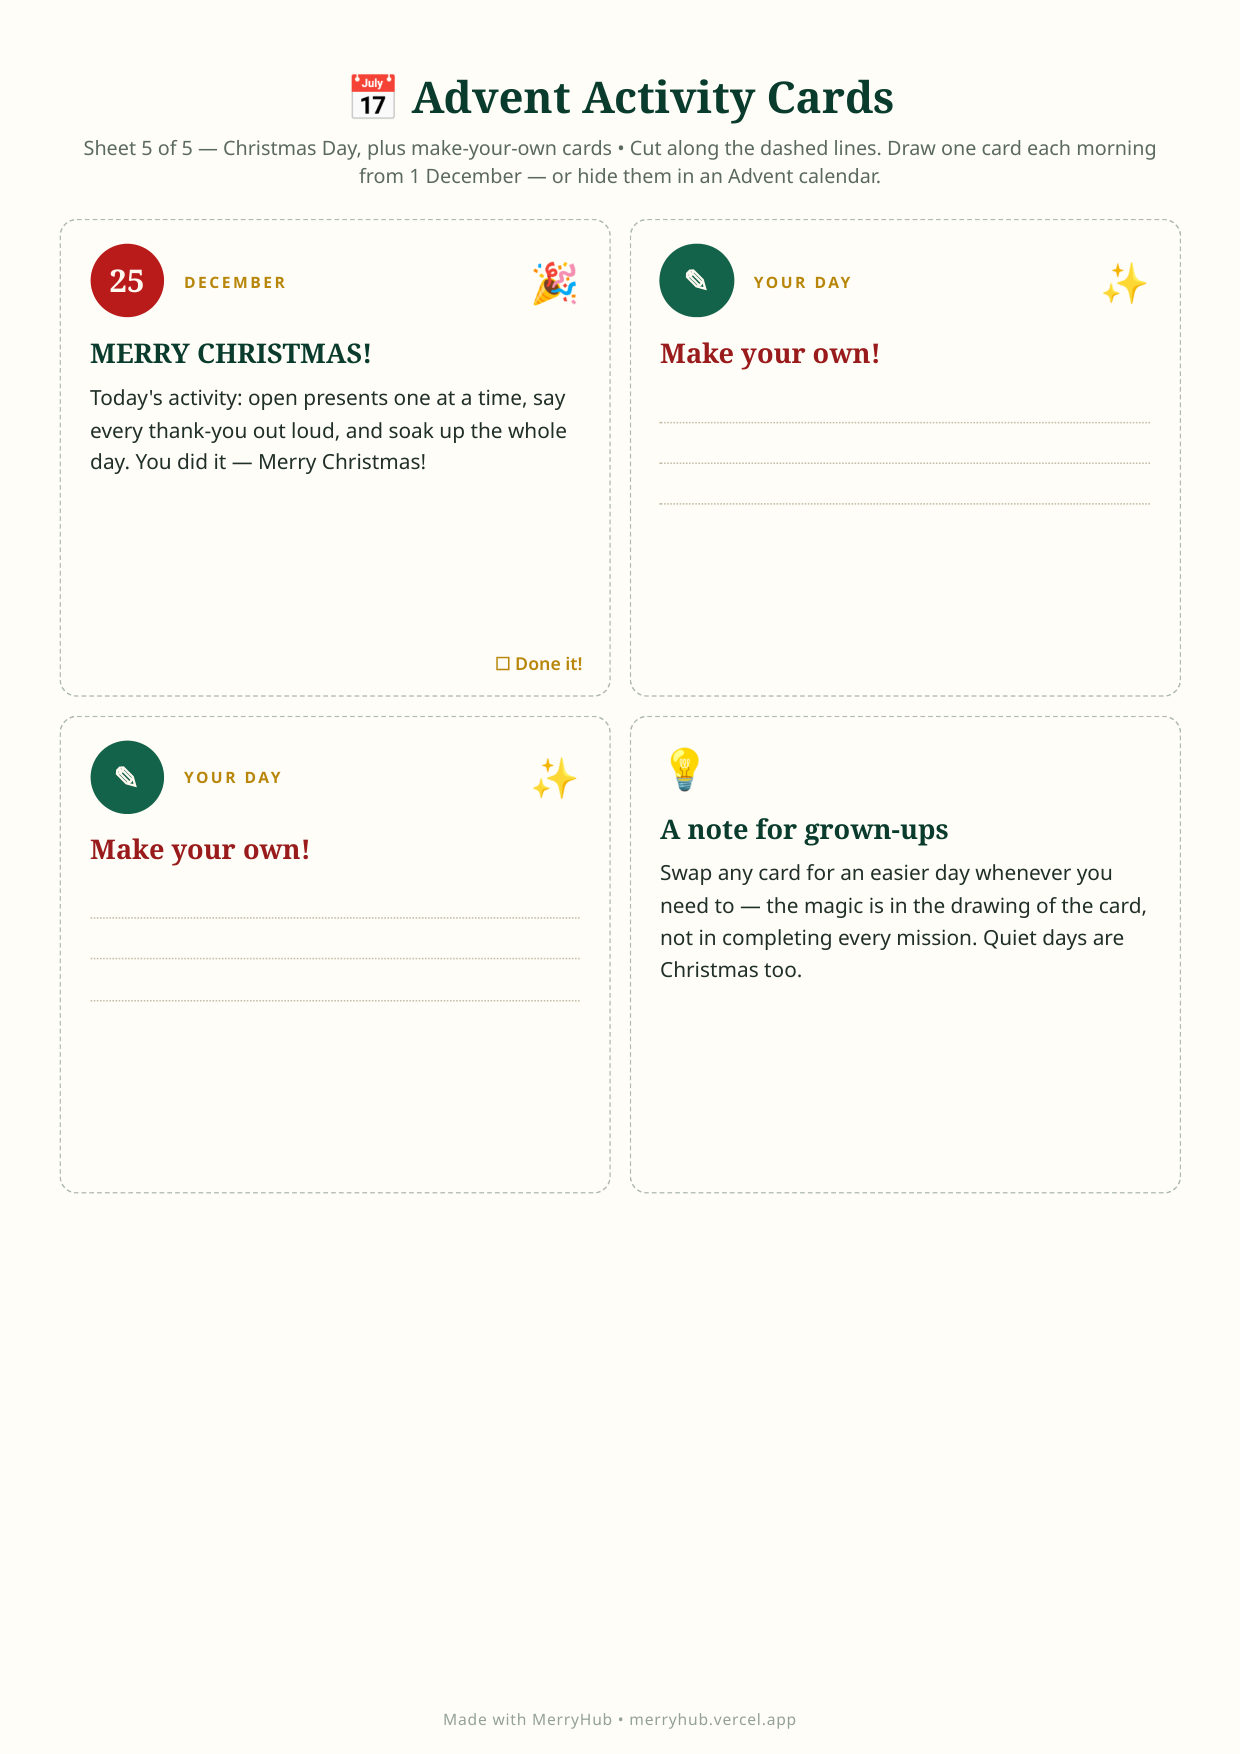 July
17
Advent Activity Cards
Sheet 5 of 5 — Christmas Day, plus make-your-own cards • Cut along the dashed lines. Draw one card each morning
from 1 December — or hide them in an Advent calendar.
25
DECEMBER
MERRY CHRISTMAS!
Today's activity: open presents one at a time, say
every thank-you out loud, and soak up the whole
day. You did it — Merry Christmas!
☐ Done it!
✎
YOUR DAY
Make your own!
✎
YOUR DAY
Make your own!
A note for grown-ups
Swap any card for an easier day whenever you
need to — the magic is in the drawing of the card,
not in completing every mission. Quiet days are
Christmas too.
Made with MerryHub • merryhub.vercel.app